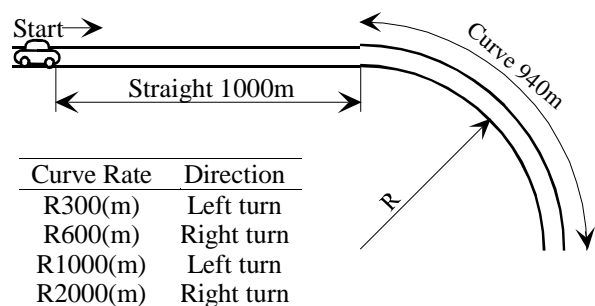 Start
Curve 940m
Straight 1000m
R
Curve Rate Direction
R300(m) Left turn
R600(m) Right turn
R1000(m) Left turn
R2000(m) Right turn